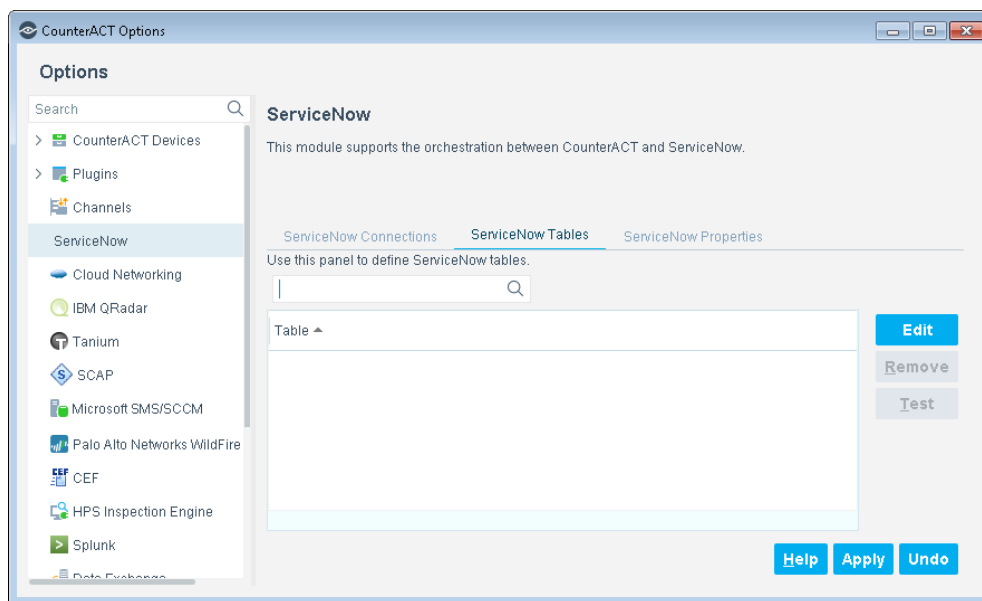 CounterACT Options
Options
Search
CounterACT Devices
Plugins
Channels
ServiceNow
Cloud Networking
IBM QRadar
Tanium
SCAP
Microsoft SMS/SCCM
Palo Alto Networks WildFire
CEF
HPS Inspection Engine
Splunk
Data Exchange
ServiceNow
This module supports the orchestration between CounterACT and ServiceNow.
ServiceNow Connections ServiceNow Tables ServiceNow Properties
Use this panel to define ServiceNow tables.
Table
Edit
Remove
Test
Help Apply Undo